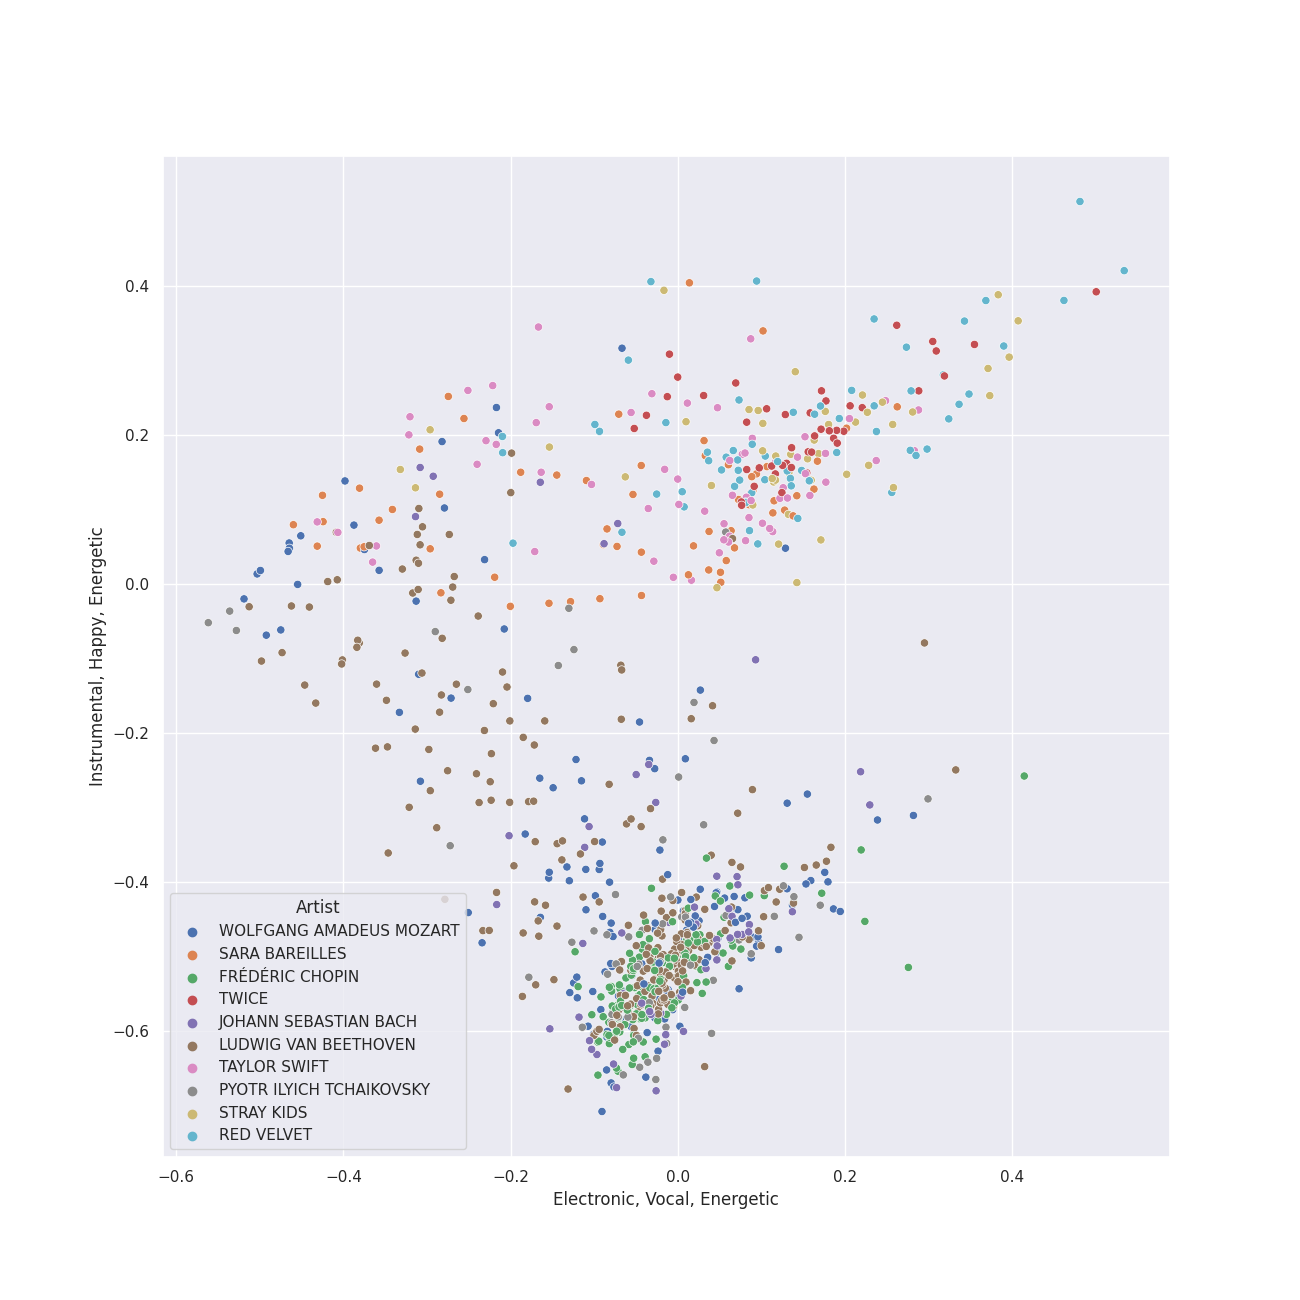 0.4
0.2
0.0
−0.2
−0.4
−0.6
Instrumental, Happy, Energetic
Artist
WOLFGANG AMADEUS MOZART
SARA BAREILLES
FRÉDÉRIC CHOPIN
TWICE
JOHANN SEBASTIAN BACH
LUDWIG VAN BEETHOVEN
TAYLOR SWIFT
PYOTR ILYICH TCHAIKOVSKY
STRAY KIDS
RED VELVET
−0.6 −0.4 −0.2 0.0 0.2 0.4
Electronic, Vocal, Energetic